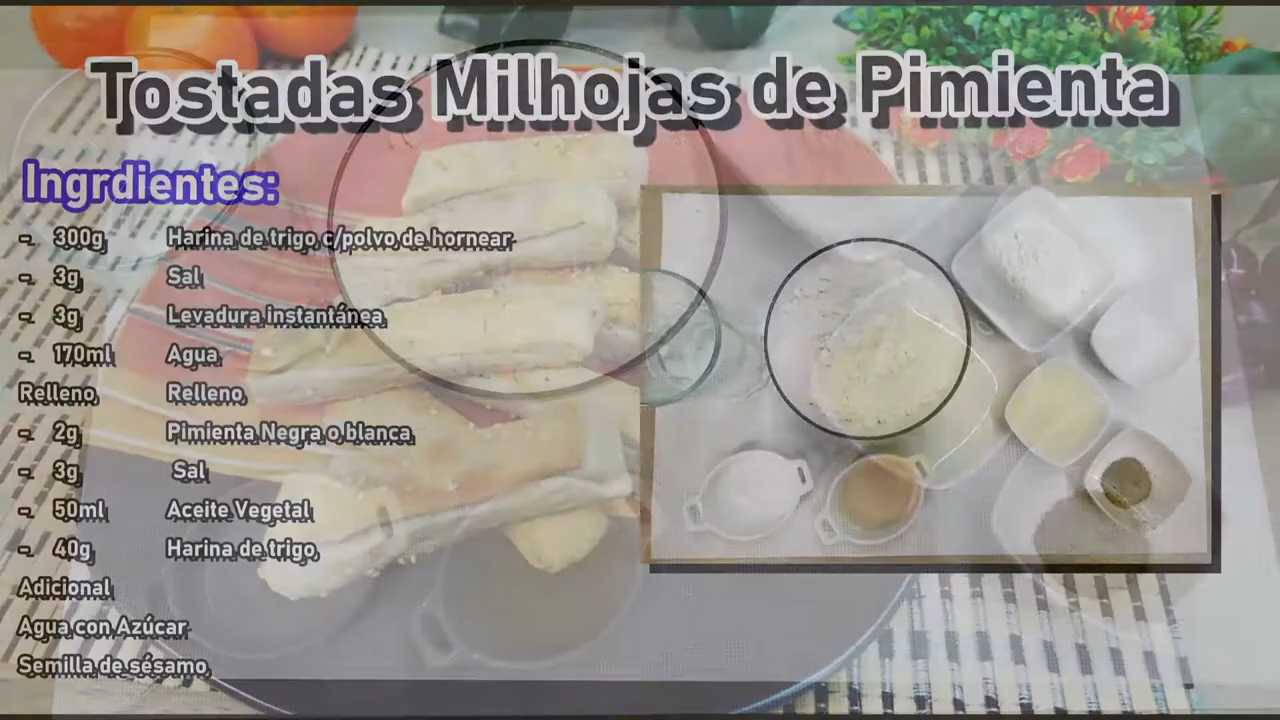 Tostadas Milhojas de Pimienta
Ingrdientes:
- 300g Harina de trigo c/polvo de hornear
- 3g Sal
- 3g Levadura instantánea
- 170ml Agua
Relleno Relleno
- 2g Pimienta Negra o blanca
- 3g Sal
- 50ml Aceite Vegetal
- 40g Harina de trigo
Adicional
Agua con Azúcar
Semilla de sésamo